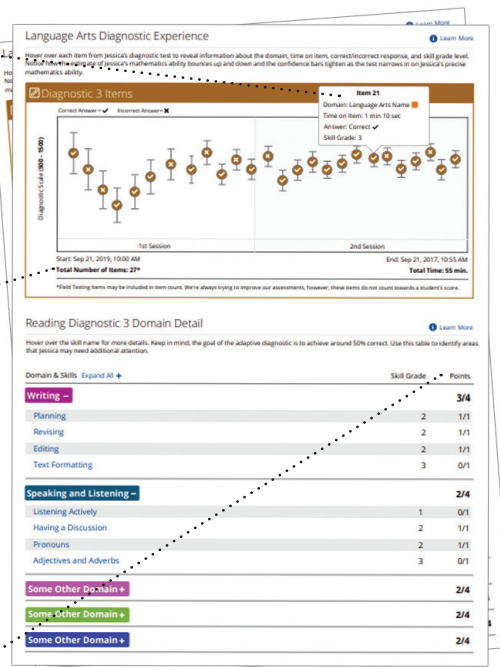 Learn More
Language Arts Diagnostic Experience
Learn More
Hover over each item from Jessica's diagnostic test to reveal information about the domain, time on item, correct/incorrect response, and skill grade level.
Notice how the estimate of Jessica's mathematics ability bounces up and down and the confidence bars tighten as the test narrows in on Jessica's precise
mathematics ability.
Diagnostic 3 Items
Item 21
Domain: Language Arts Name
Time on Item: 1 min 10 sec
Answer: Correct ✓
Skill Grade: 3
Correct Answer= ✓ Incorrect Answer= ✖
Diagnostic Scale (500 - 1500)
1st Session
2nd Session
Start: Sep 21, 2019, 10:00 AM
End: Sep 21, 2017, 10:55 AM
Total Number of Items: 27*
Total Time: 55 min.
*Field Testing Items may be included in item count. We're always trying to improve our assessments, however, these items do not count towards a student's score.
Reading Diagnostic 3 Domain Detail
Learn More
Hover over the skill name for more details. Keep in mind, the goal of the adaptive diagnostic is to achieve around 50% correct. Use this table to identify areas
that Jessica may need additional attention.
Domain & Skills Expand All + Skill Grade Points
Writing − 3/4
Planning 2 1/1
Revising 2 1/1
Editing 2 1/1
Text Formatting 3 0/1
Speaking and Listening − 2/4
Listening Actively 1 0/1
Having a Discussion 2 1/1
Pronouns 2 1/1
Adjectives and Adverbs 3 0/1
Some Other Domain + 2/4
Some Other Domain + 2/4
Some Other Domain + 2/4